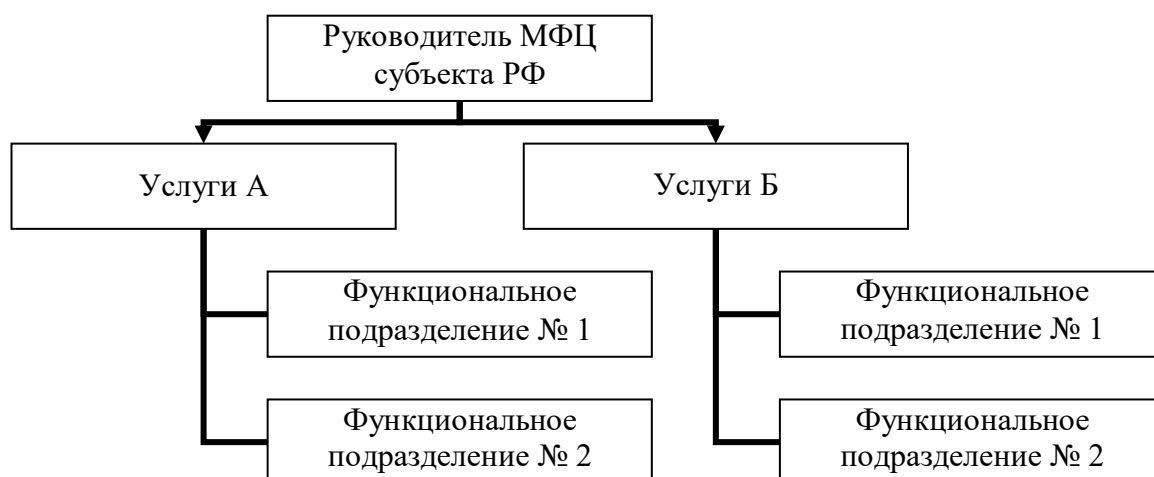 Руководитель МФЦ
субъекта РФ
Услуги А
Услуги Б
Функциональное
подразделение № 1
Функциональное
подразделение № 1
Функциональное
подразделение № 2
Функциональное
подразделение № 2